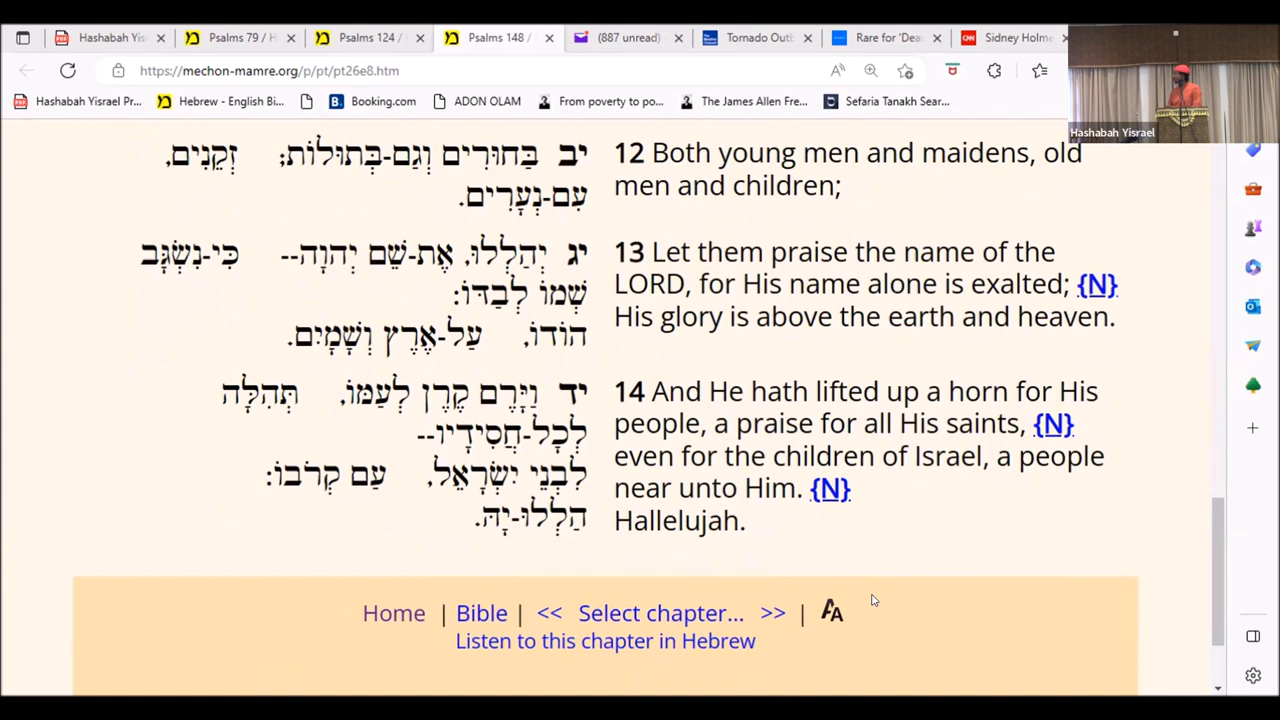 Hashabah Yisr
Psalms 79 / H
Psalms 124 /
Psalms 148 /
(887 unread)
Tornado Outb
Rare for 'Dea
CNN
Sidney Holme
https://mechon-mamre.org/p/pt/pt26e8.htm
Hashabah Yisrael Pr...
Hebrew - English Bi...
Booking.com
ADON OLAM
From poverty to po...
The James Allen Fre...
Sefaria Tanakh Sear...
Hashabah Yisrael
יב בַּחוּרִים וְגַם-בְּתוּלוֹת; זְקֵנִים,
עִם-נְעָרִים.
12 Both young men and maidens, old
men and children;
יג יְהַלְלוּ, אֶת-שֵׁם יְהוָה-- כִּי-נִשְׂגָּב
שְׁמוֹ לְבַדּוֹ:
הוֹדוֹ, עַל-אֶרֶץ וְשָׁמָיִם.
13 Let them praise the name of the
LORD, for His name alone is exalted; {N}
His glory is above the earth and heaven.
יד וַיָּרֶם קֶרֶן לְעַמּוֹ, תְּהִלָּה
לְכָל-חֲסִידָיו--
לִבְנֵי יִשְׂרָאֵל, עַם קְרֹבוֹ:
הַלְלוּ-יָהּ.
14 And He hath lifted up a horn for His
people, a praise for all His saints, {N}
even for the children of Israel, a people
near unto Him. {N}
Hallelujah.
Home | Bible | << Select chapter... >> | AA
Listen to this chapter in Hebrew